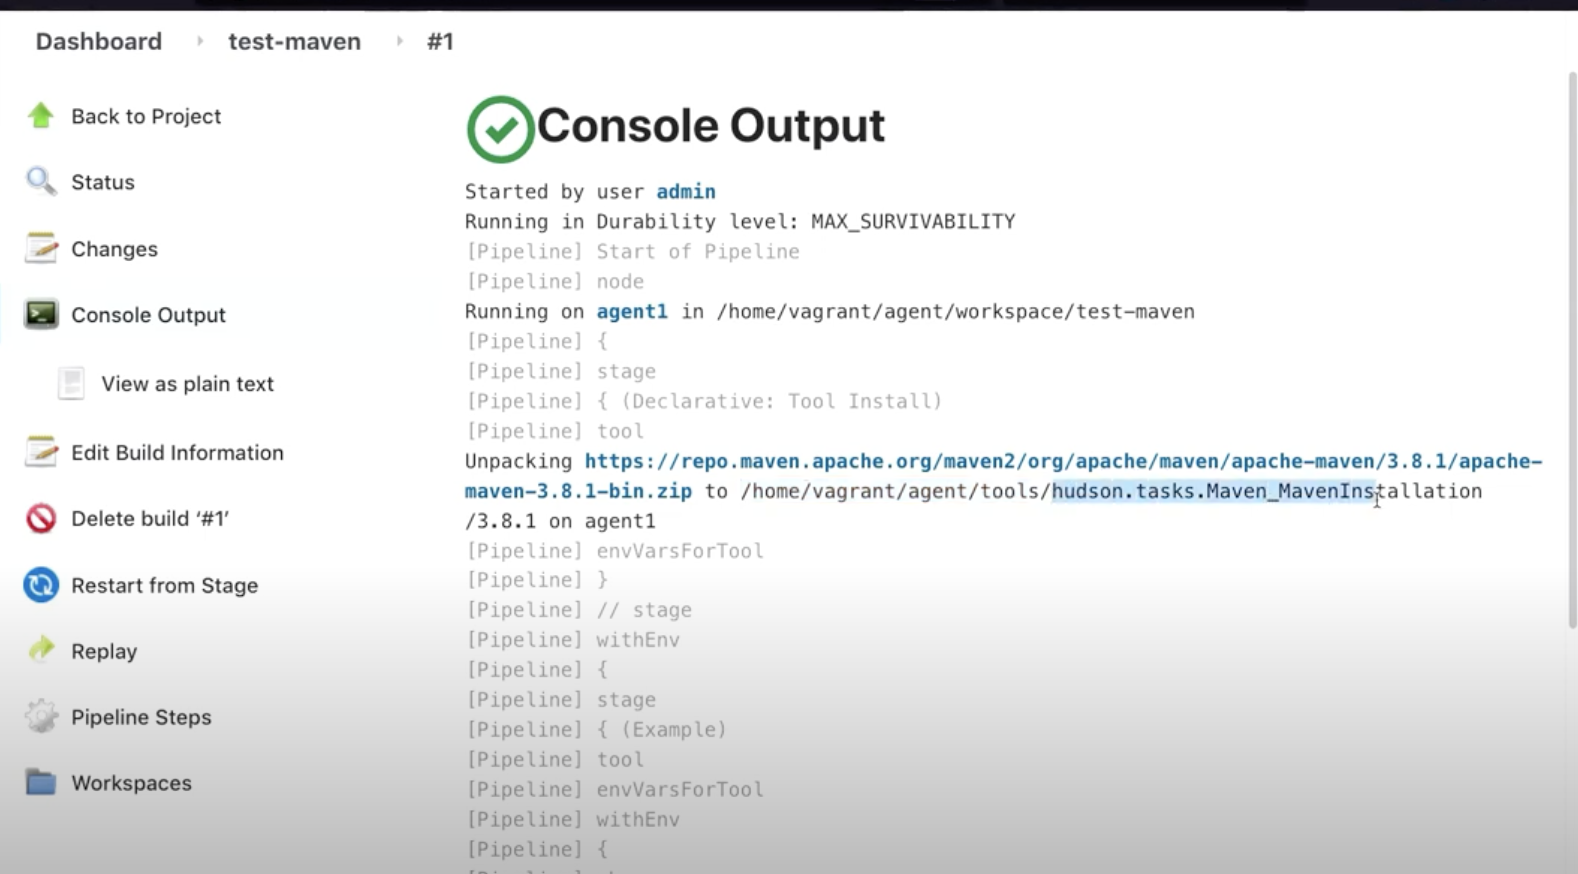 Dashboard test-maven #1
Back to Project
Status
Changes
Console Output
View as plain text
Edit Build Information
Delete build ‘#1’
Restart from Stage
Replay
Pipeline Steps
Workspaces
Console Output
Started by user admin
Running in Durability level: MAX_SURVIVABILITY
[Pipeline] Start of Pipeline
[Pipeline] node
Running on agent1 in /home/vagrant/agent/workspace/test-maven
[Pipeline] {
[Pipeline] stage
[Pipeline] { (Declarative: Tool Install)
[Pipeline] tool
Unpacking https://repo.maven.apache.org/maven2/org/apache/maven/apache-maven/3.8.1/apache-
maven-3.8.1-bin.zip to /home/vagrant/agent/tools/hudson.tasks.Maven_MavenInstallation
/3.8.1 on agent1
[Pipeline] envVarsForTool
[Pipeline] }
[Pipeline] // stage
[Pipeline] withEnv
[Pipeline] {
[Pipeline] stage
[Pipeline] { (Example)
[Pipeline] tool
[Pipeline] envVarsForTool
[Pipeline] withEnv
[Pipeline] {